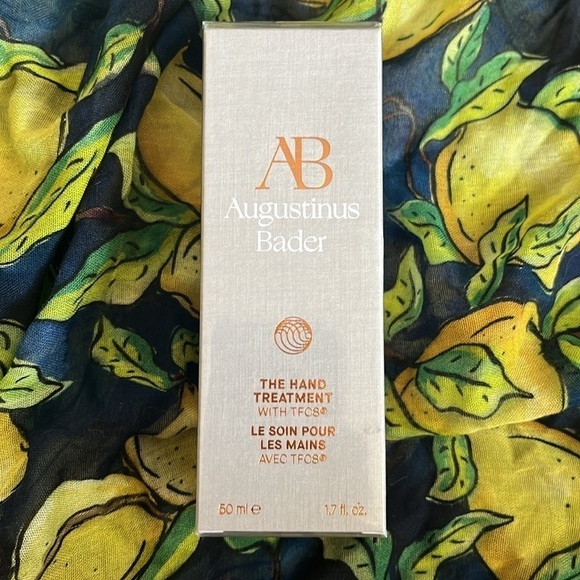 AB
Augustinus
Bader
THE HAND
TREATMENT
WITH TFC8®
LE SOIN POUR
LES MAINS
AVEC TFC8®
50 ml e 1.7 fl. oz.